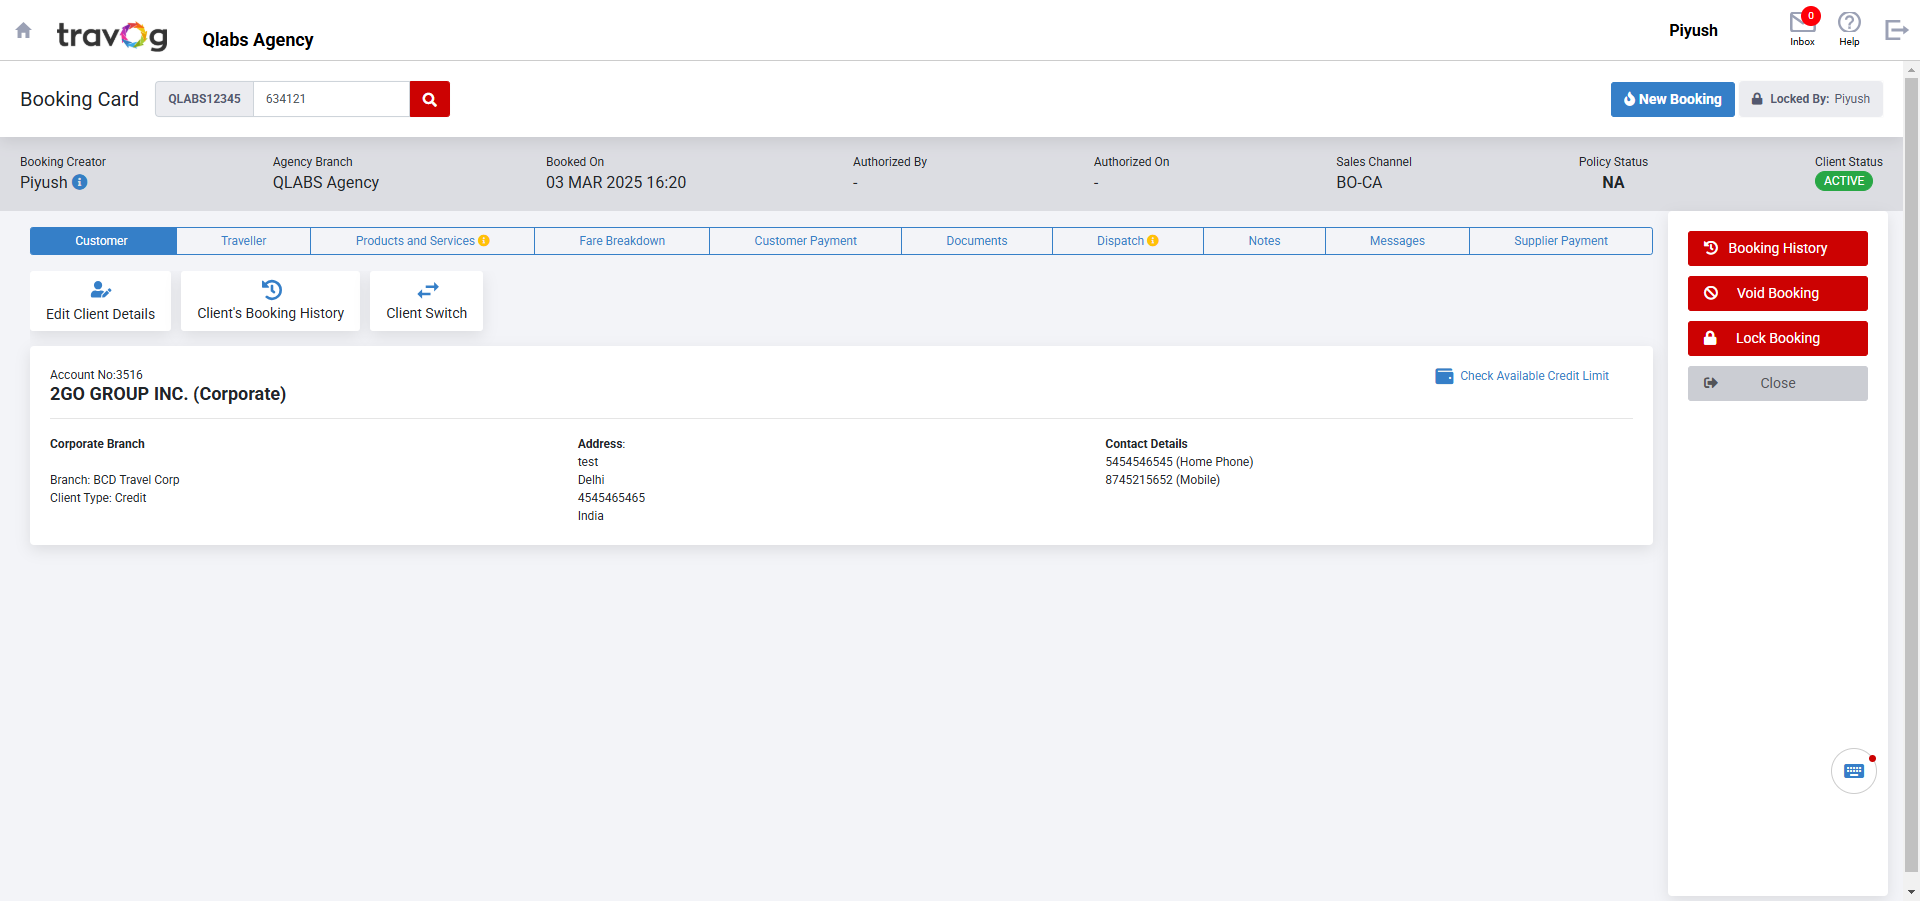 travog
Qlabs Agency
Piyush
0
Inbox
Help
Booking Card
QLABS12345
634121
New Booking
Locked By: Piyush
Booking Creator
Piyush
Agency Branch
QLABS Agency
Booked On
03 MAR 2025 16:20
Authorized By
-
Authorized On
-
Sales Channel
BO-CA
Policy Status
NA
Client Status
ACTIVE
Customer
Traveller
Products and Services
Fare Breakdown
Customer Payment
Documents
Dispatch
Notes
Messages
Supplier Payment
Edit Client Details
Client's Booking History
Client Switch
Booking History
Void Booking
Lock Booking
Close
Account No:3516
2GO GROUP INC. (Corporate)
Check Available Credit Limit
Corporate Branch
Branch: BCD Travel Corp
Client Type: Credit
Address:
test
Delhi
4545465465
India
Contact Details
5454546545 (Home Phone)
8745215652 (Mobile)